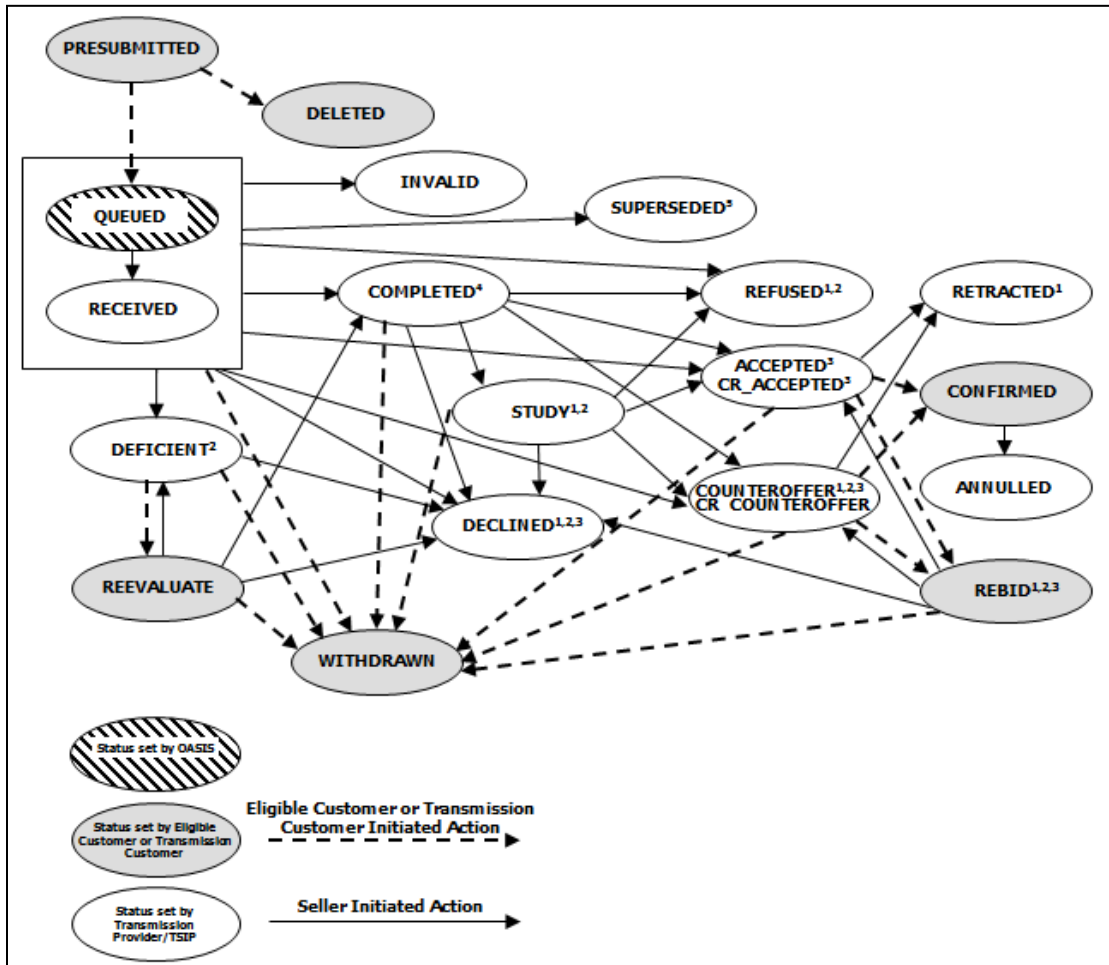 PRESUBMITTED
DELETED
INVALID
QUEUED
SUPERSEDED³
RECEIVED
COMPLETED⁴
REFUSED¹,²
RETRACTED¹
ACCEPTED³
CR_ACCEPTED³
CONFIRMED
STUDY¹,²
DEFICIENT²
COUNTEROFFER¹,²,³
CR_COUNTEROFFER
ANNULLED
DECLINED¹,²,³
REEVALUATE
REBID¹,²,³
WITHDRAWN
Status set by OASIS
Status set by Eligible
Customer or Transmission
Customer
Eligible Customer or Transmission
Customer Initiated Action
Status set by
Transmission
Provider/TSIP
Seller Initiated Action